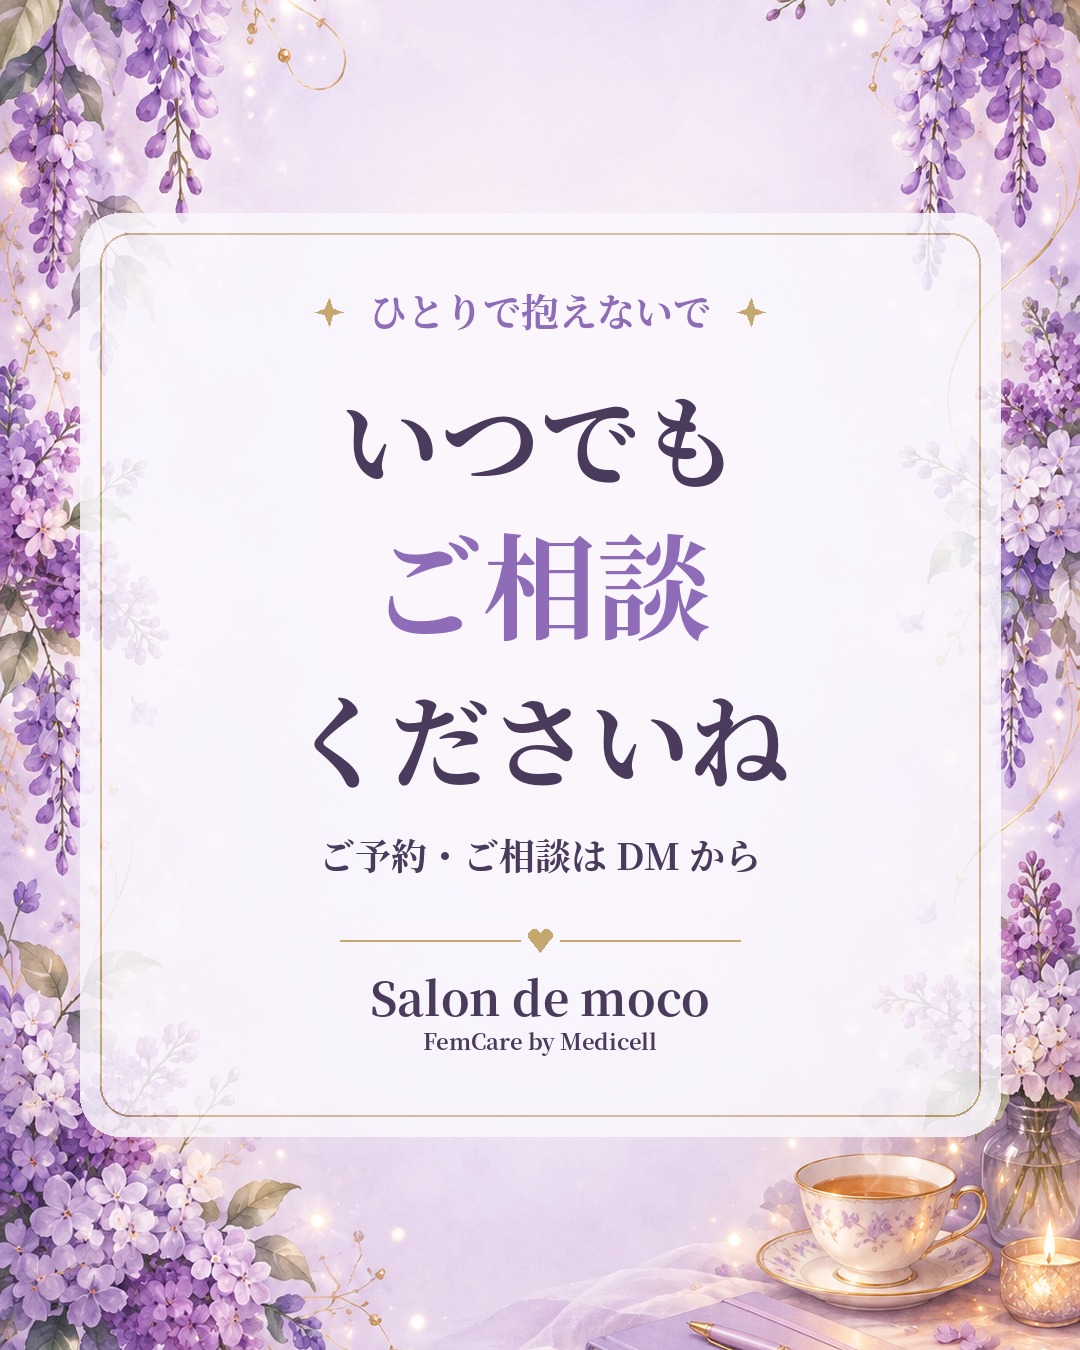 ひとりで抱えないで
いつでも
ご相談
くださいね
ご予約・ご相談は DM から
Salon de moco
FemCare by Medicell